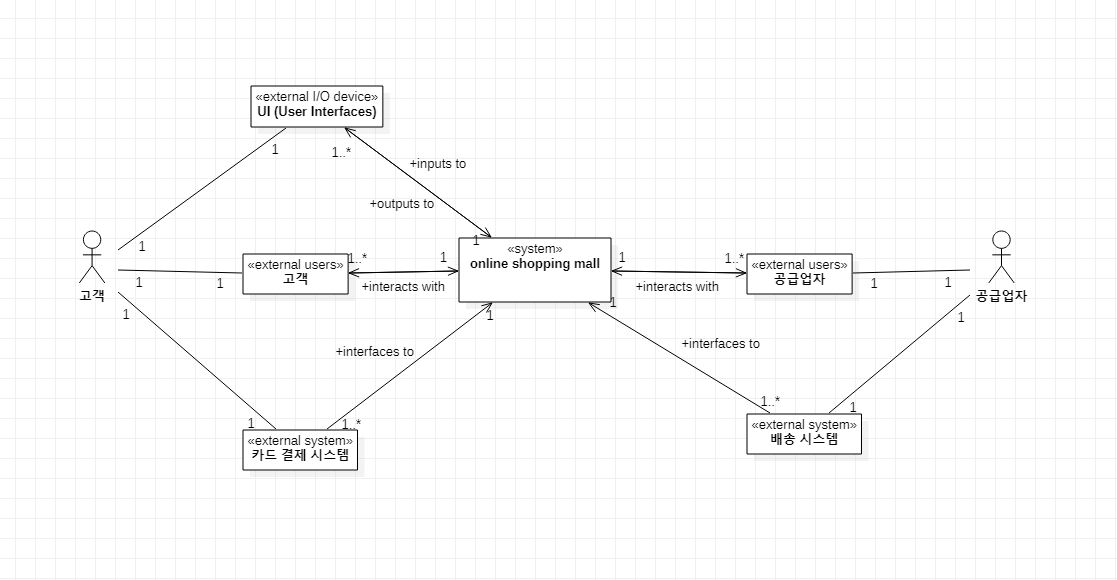 «external I/O device»
UI (User Interfaces)
1
1..*
+inputs to
+outputs to
1
1
«system»
online shopping mall
고객
1
1
«external users»
고객
1..*
1
+interacts with
1
1..*
+interacts with
«external users»
공급업자
1
1
공급업자
1
1
1
1
+interfaces to
+interfaces to
1
1..*
«external system»
카드 결제 시스템
1..*
1
«external system»
배송 시스템